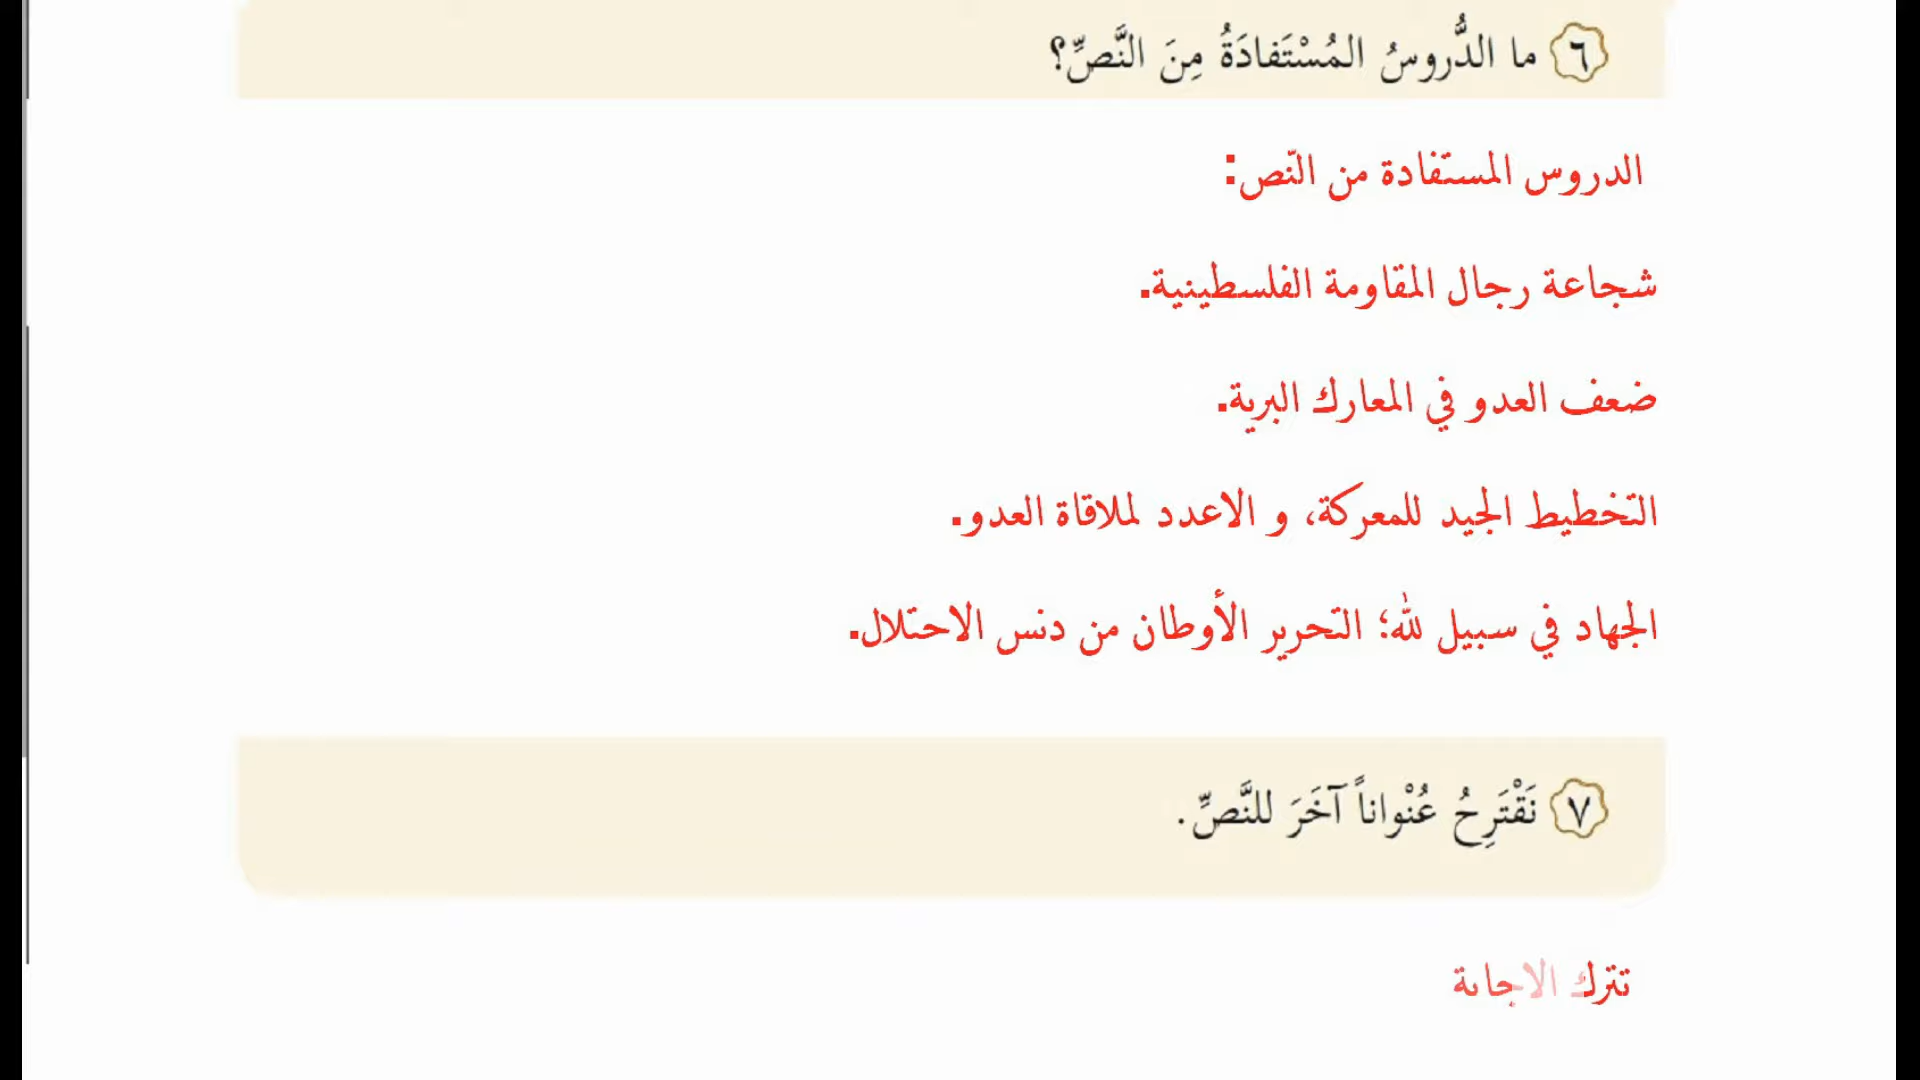 ٦ ما الدُّروسُ المُسْتَفادَةُ مِنَ النَّصِّ؟
الدروس المستفادة من النّص:
شجاعة رجال المقاومة الفلسطينية.
ضعف العدو في المعارك البرية.
التخطيط الجيد للمعركة، و الاعدد لملاقاة العدو.
الجهاد في سبيل لله؛ التحرير الأوطان من دنس الاحتلال.
٧ نَقْتَرِحُ عُنْواناً آخَرَ للنَّصِّ.
تترك الاجابة